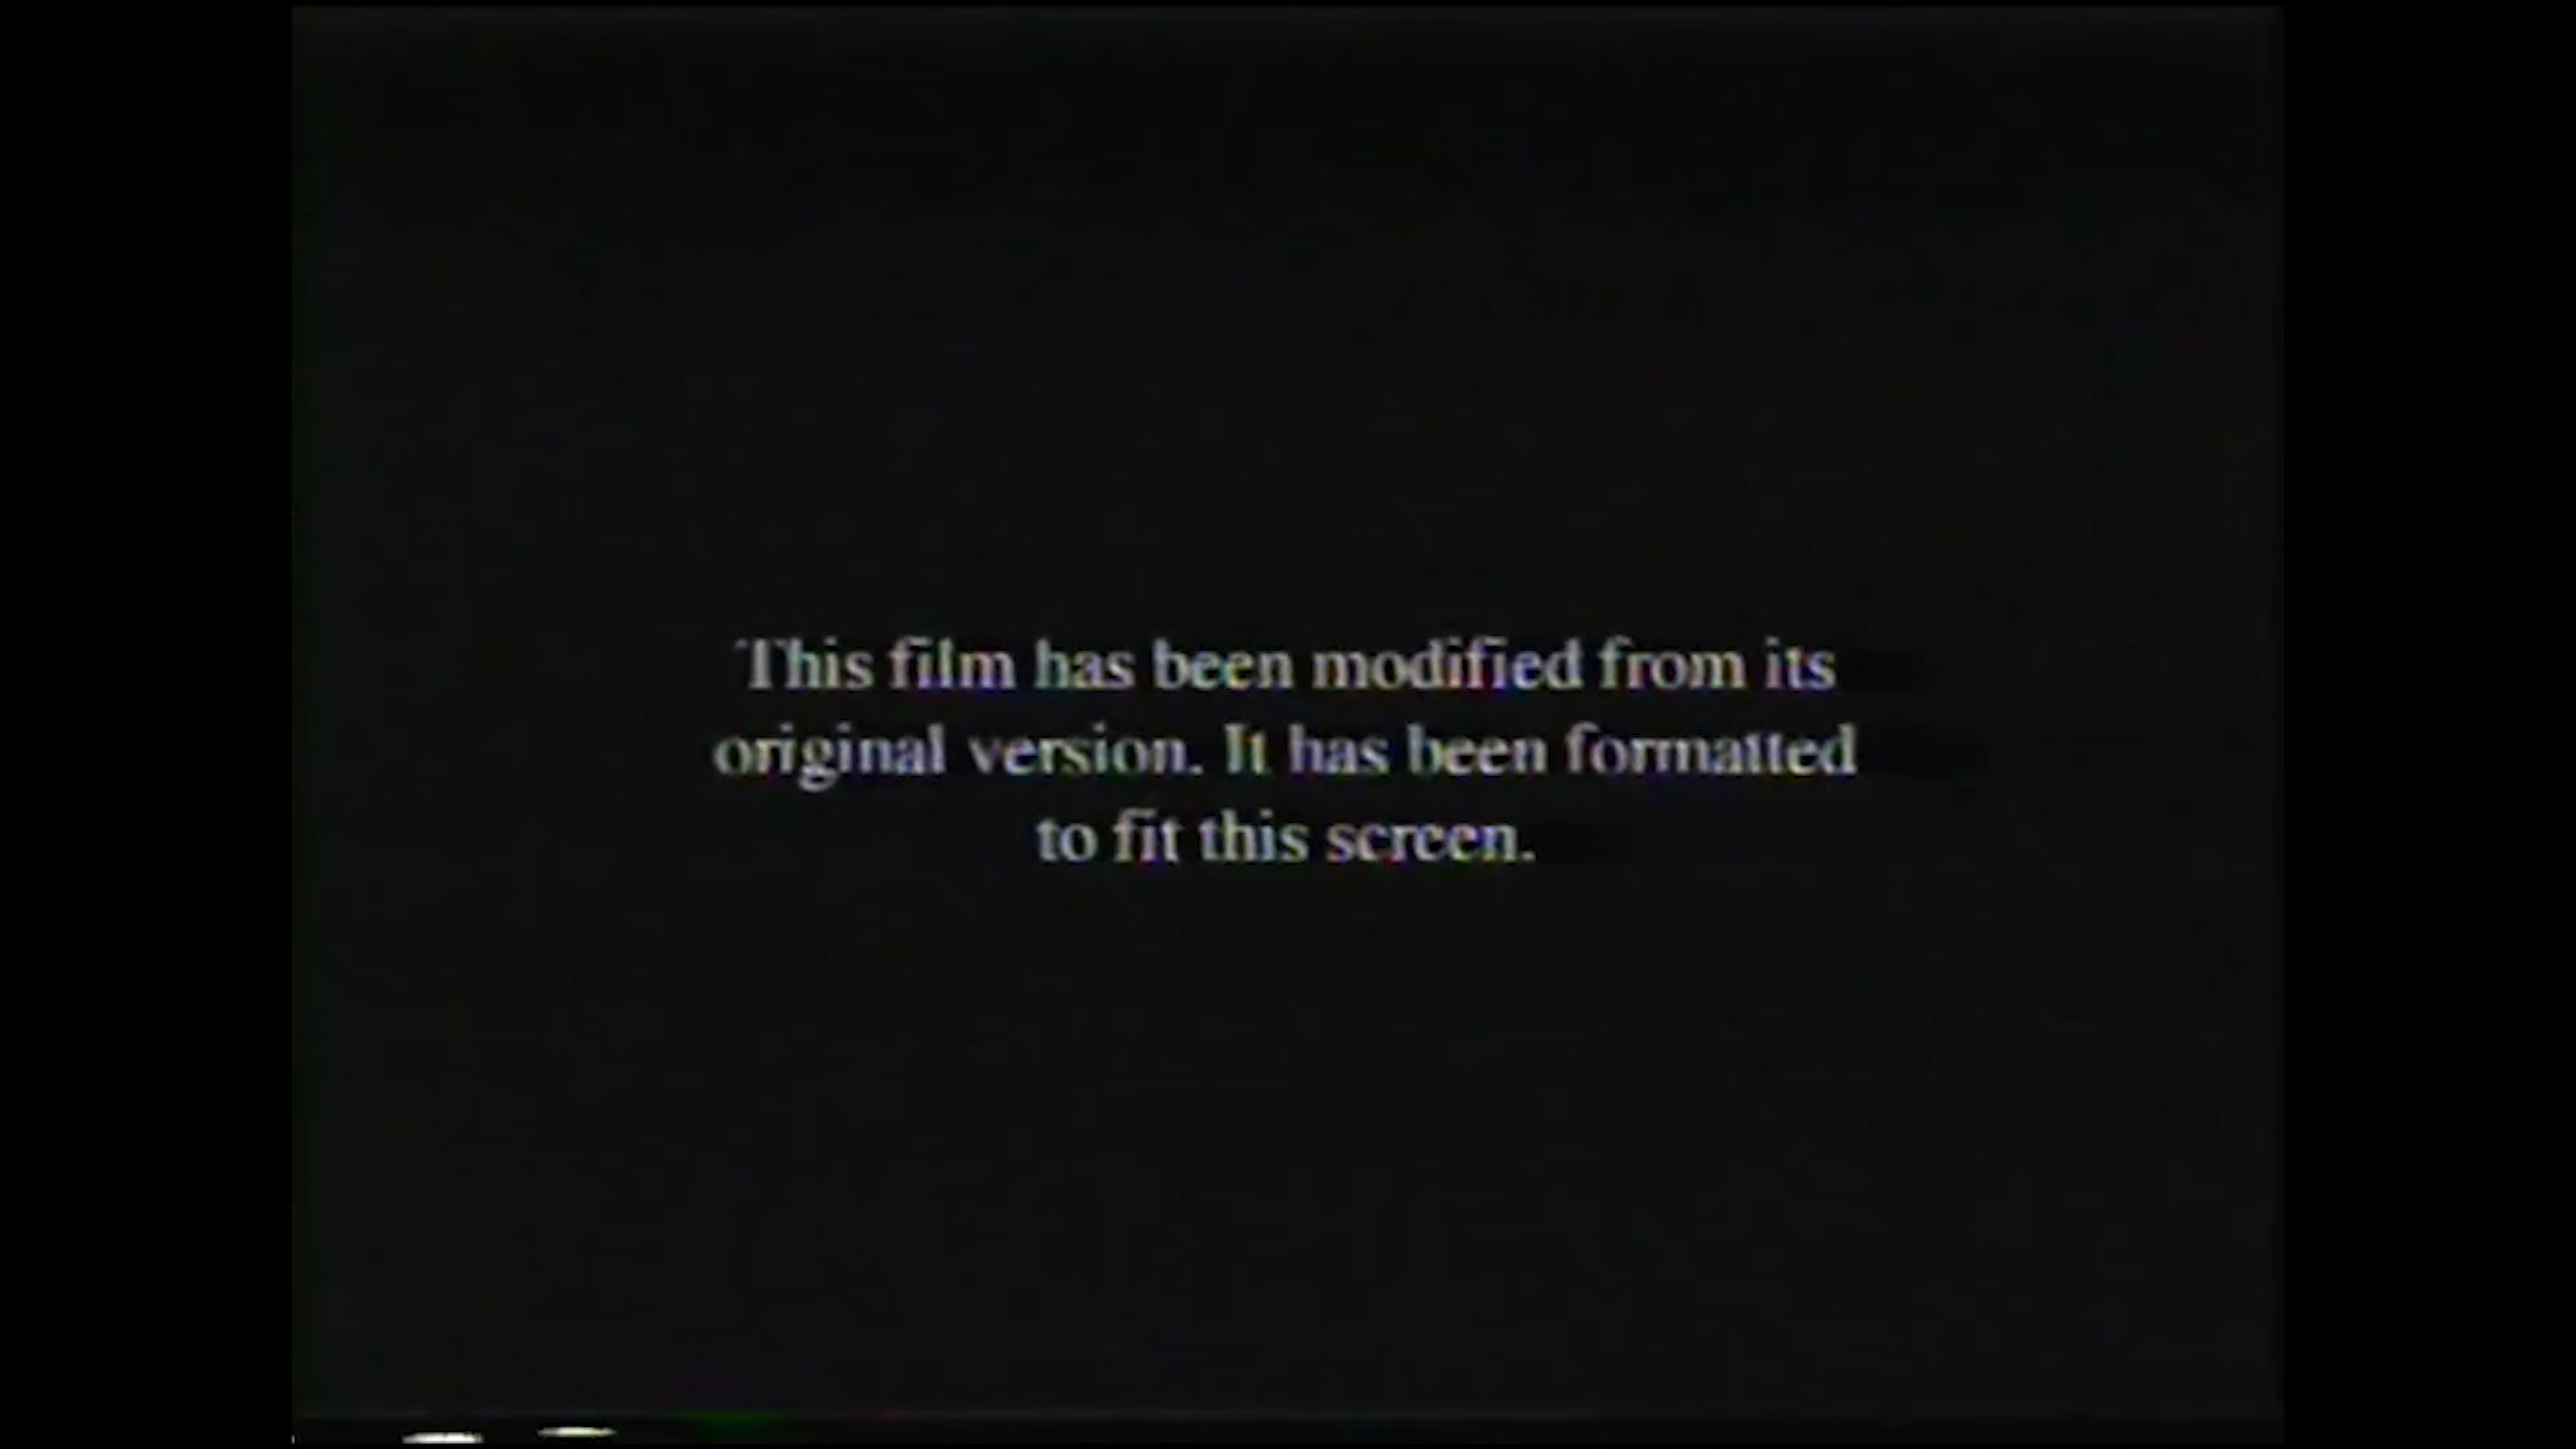 This film has been modified from its
original version. It has been formatted
to fit this screen.